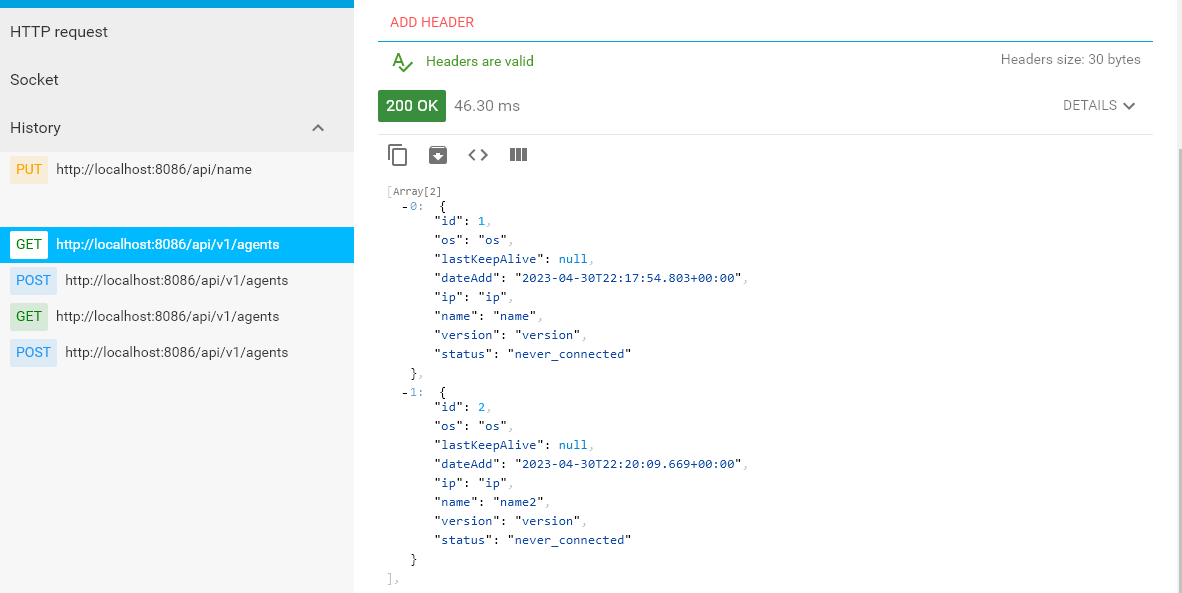 HTTP request
Socket
History
PUT http://localhost:8086/api/name
GET http://localhost:8086/api/v1/agents
POST http://localhost:8086/api/v1/agents
GET http://localhost:8086/api/v1/agents
POST http://localhost:8086/api/v1/agents
ADD HEADER
Headers are valid
Headers size: 30 bytes
200 OK 46.30 ms
DETAILS
[Array[2]
-0: {
"id": 1,
"os": "os",
"lastKeepAlive": null,
"dateAdd": "2023-04-30T22:17:54.803+00:00",
"ip": "ip",
"name": "name",
"version": "version",
"status": "never_connected"
},
-1: {
"id": 2,
"os": "os",
"lastKeepAlive": null,
"dateAdd": "2023-04-30T22:20:09.669+00:00",
"ip": "ip",
"name": "name2",
"version": "version",
"status": "never_connected"
}
],